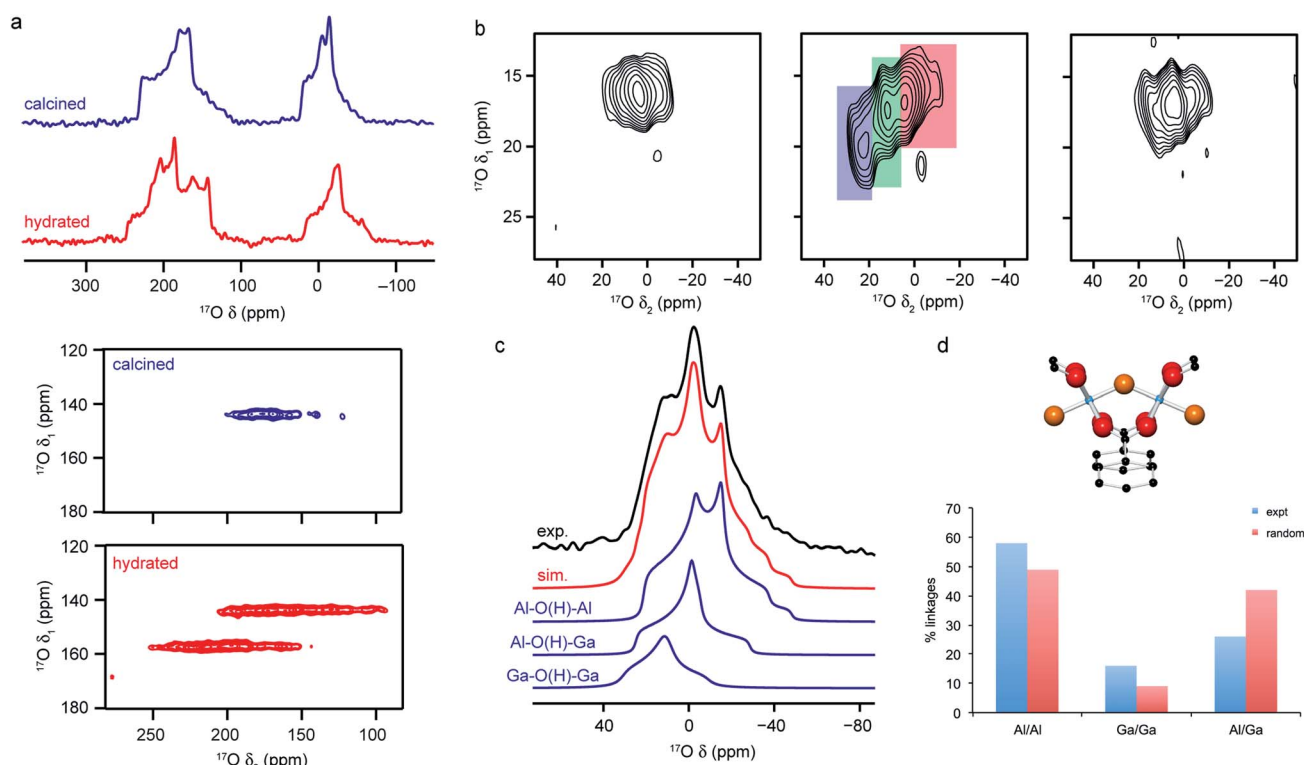 a
calcined
hydrated
300 200 100 0 –100
¹⁷O δ (ppm)
calcined
120
140
160
180
¹⁷O δ₁ (ppm)
hydrated
120
140
160
180
¹⁷O δ₁ (ppm)
250 200 150 100
b
15
20
25
¹⁷O δ₁ (ppm)
40 20 0 −20 −40
¹⁷O δ₂ (ppm)
40 20 0 −20 −40
¹⁷O δ₂ (ppm)
40 20 0 −20 −40
¹⁷O δ₂ (ppm)
c
exp.
sim.
Al-O(H)-Al
Al-O(H)-Ga
Ga-O(H)-Ga
40 0 −40 −80
¹⁷O δ (ppm)
d
expt
random
70
60
50
40
30
20
10
0
% linkages
Al/Al Ga/Ga Al/Ga